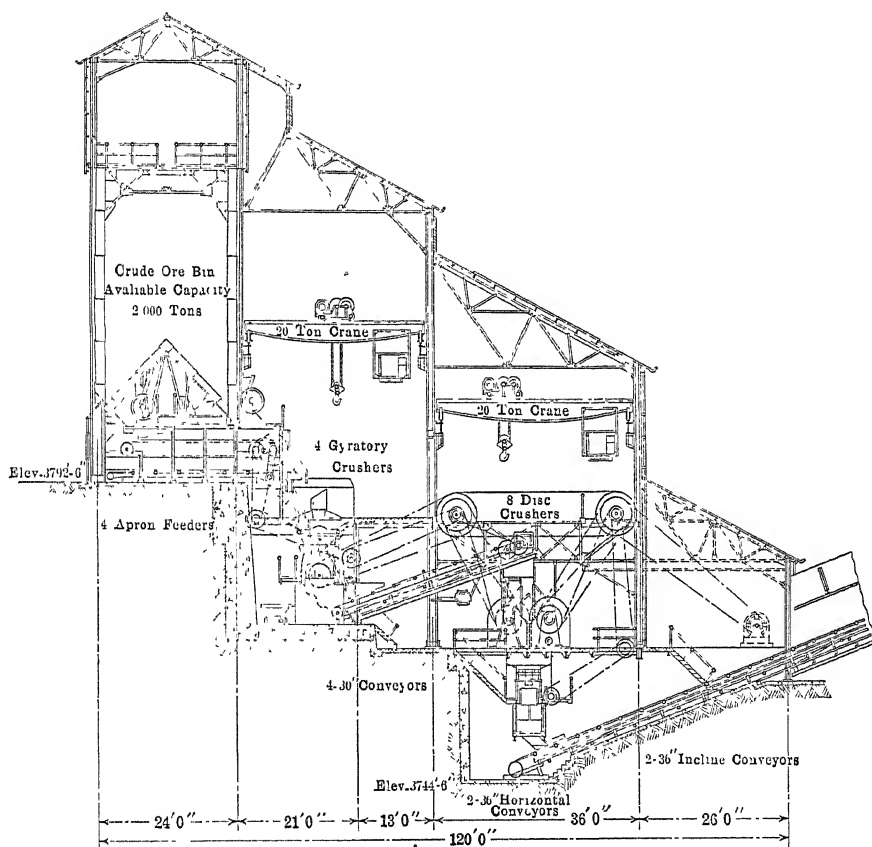 Crude Ore Bin
Avaliable Capacity
2 000 Tons
20 Ton Crane
20 Ton Crane
4 Gyratory
Crushers
Elev.3792'-6"
8 Disc
Crushers
4 Apron Feeders
4-30" Conveyors
2-36" Incline Conveyors
Elev.3744'-6"
2-36" Horizontal
Conveyors
24'0" 21'0" 13'0" 36'0" 26'0"
120'0"